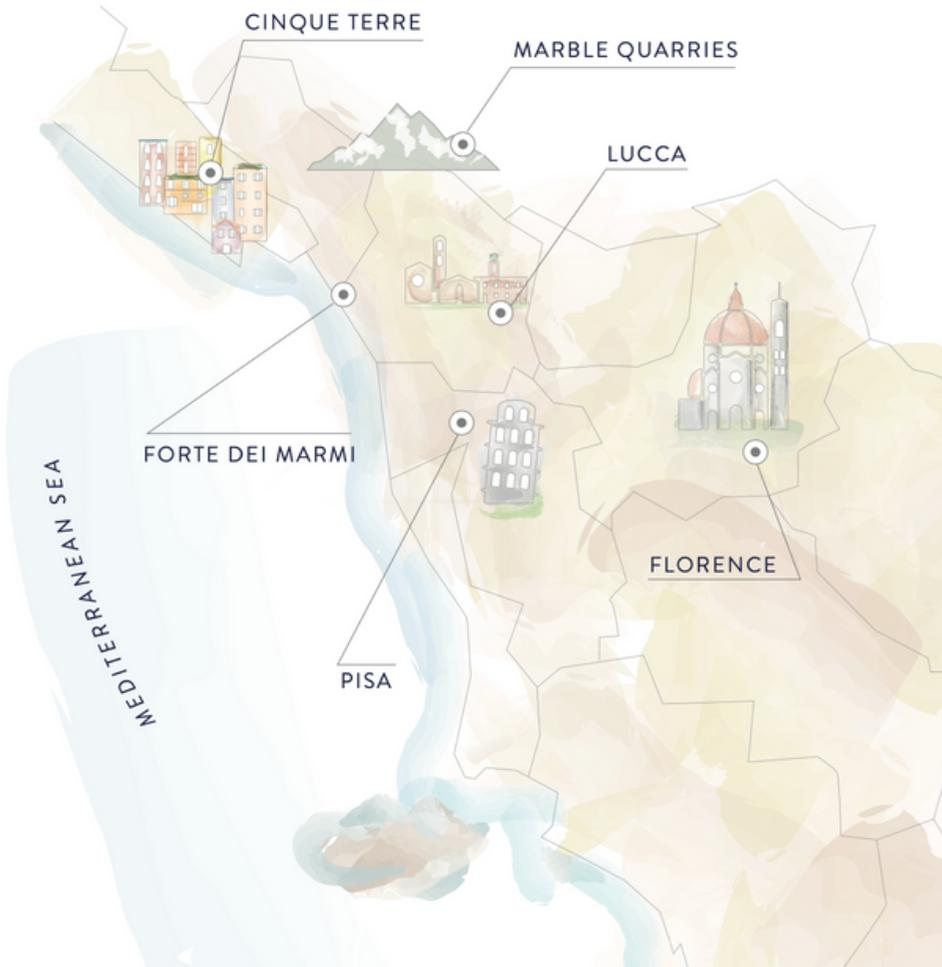 CINQUE TERRE
MARBLE QUARRIES
LUCCA
FORTE DEI MARMI
MEDITERRANEAN SEA
FLORENCE
PISA